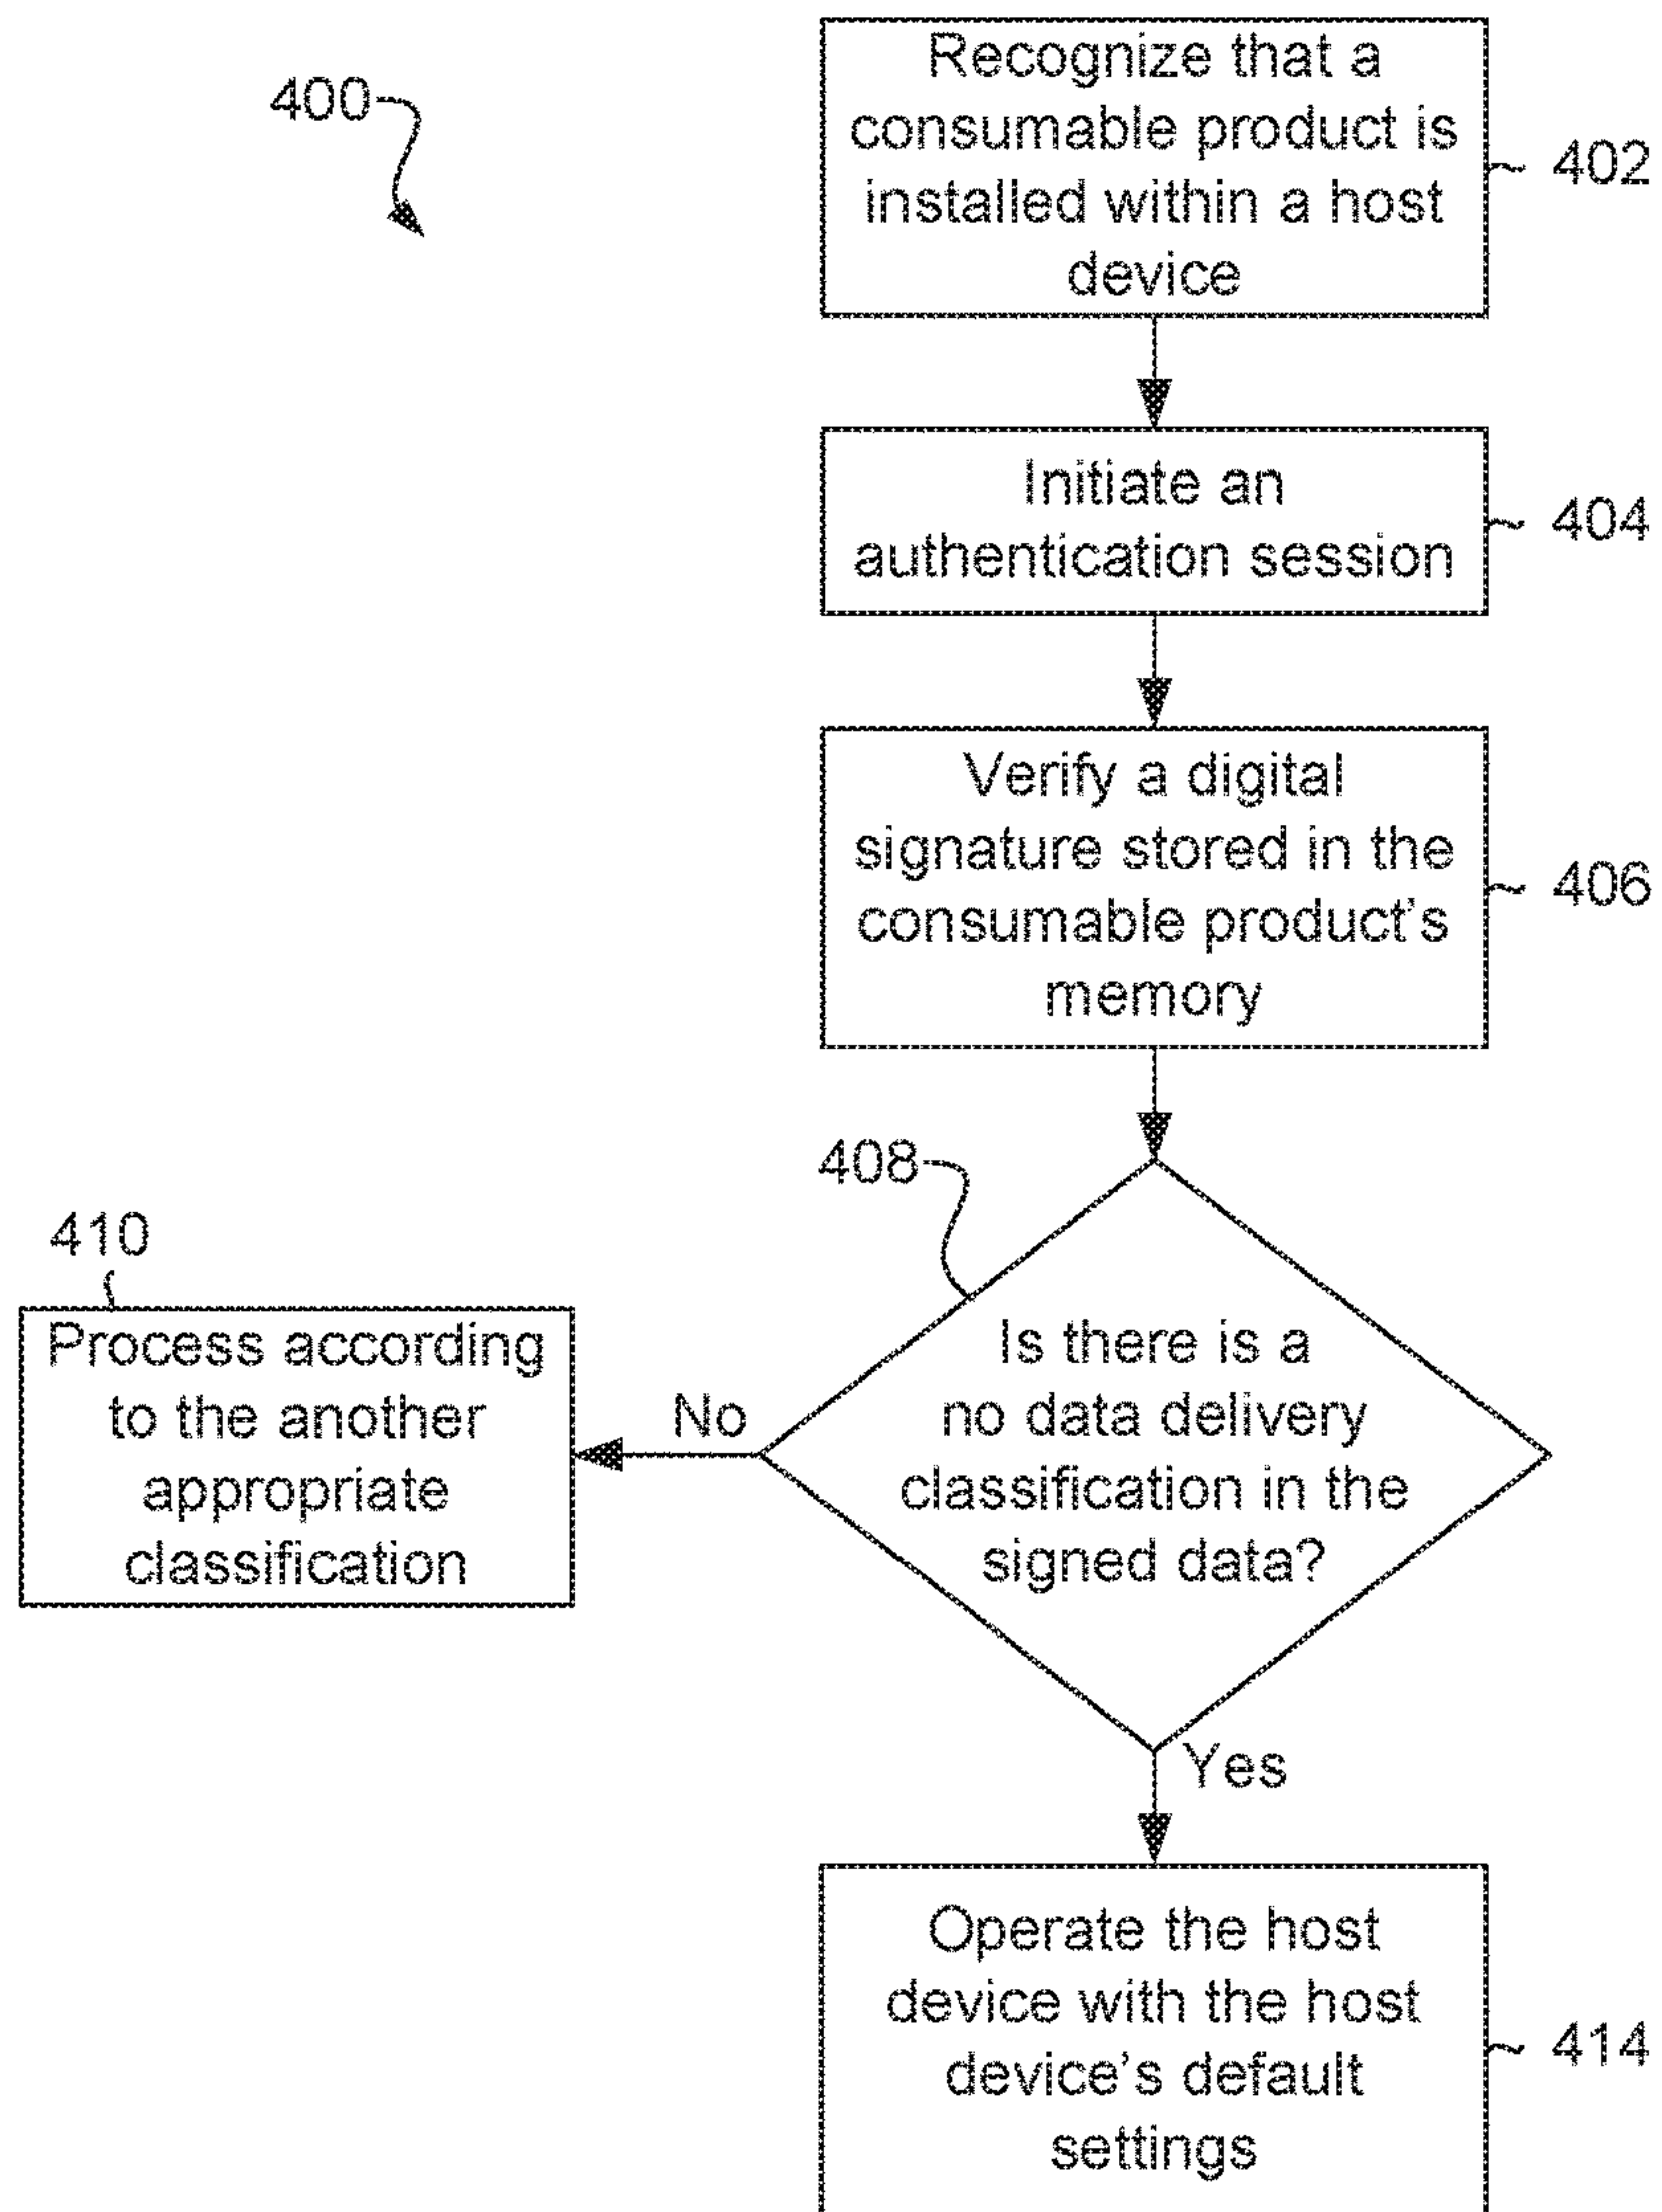 400
Recognize that a
consumable product is
installed within a host
device
402
Initiate an
authentication session
404
Verify a digital
signature stored in the
consumable product's
memory
406
408
Is there is a
no data delivery
classification in the
signed data?
No
410
Process according
to the another
appropriate
classification
Yes
Operate the host
device with the host
device's default
settings
414